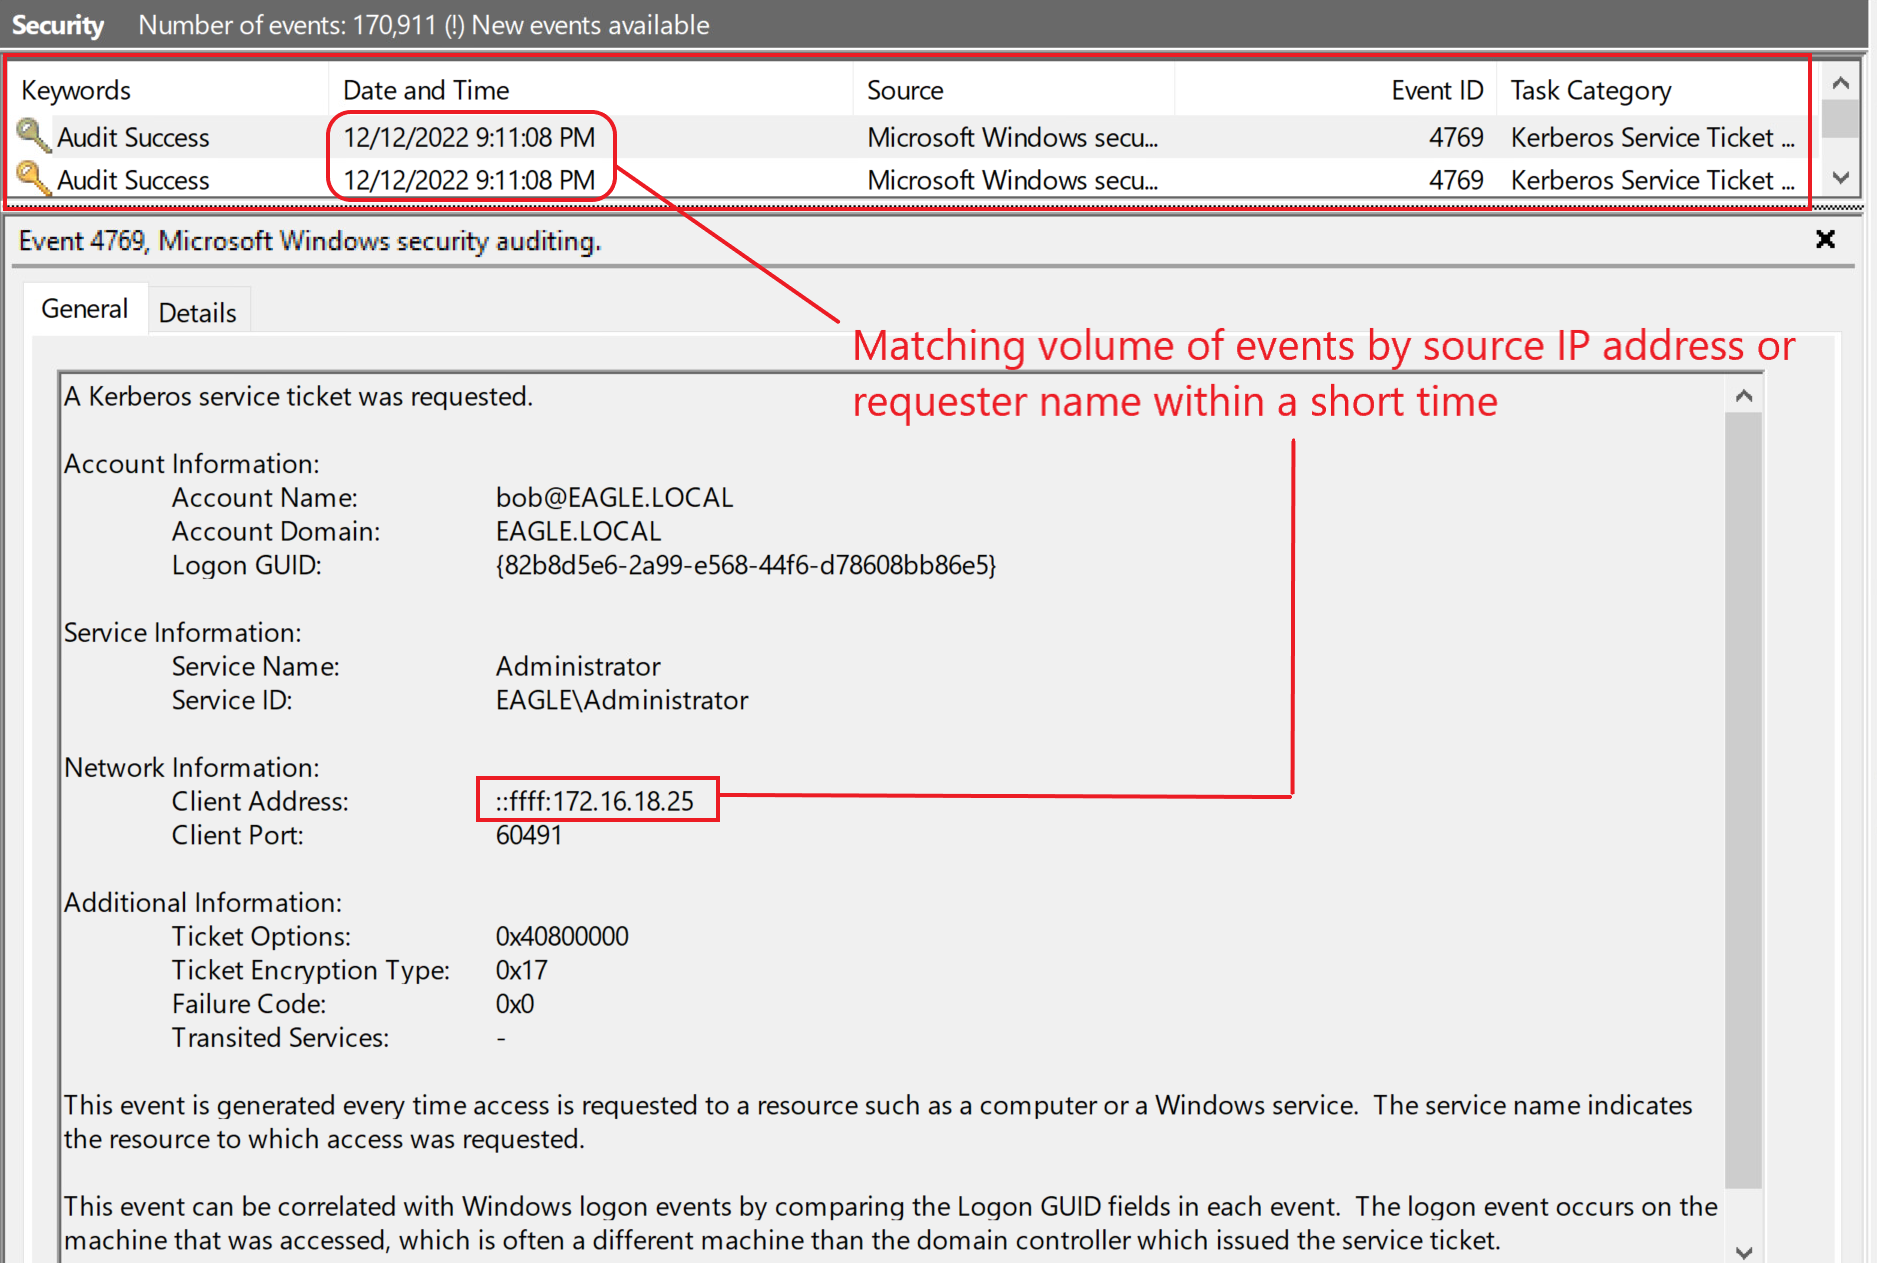 Security Number of events: 170,911 (!) New events available
Keywords Date and Time Source Event ID Task Category
Audit Success 12/12/2022 9:11:08 PM Microsoft Windows secu... 4769 Kerberos Service Ticket ...
Audit Success 12/12/2022 9:11:08 PM Microsoft Windows secu... 4769 Kerberos Service Ticket ...
Event 4769, Microsoft Windows security auditing.
General Details
Matching volume of events by source IP address or
requester name within a short time
A Kerberos service ticket was requested.
Account Information:
Account Name: bob@EAGLE.LOCAL
Account Domain: EAGLE.LOCAL
Logon GUID: {82b8d5e6-2a99-e568-44f6-d78608bb86e5}
Service Information:
Service Name: Administrator
Service ID: EAGLE\Administrator
Network Information:
Client Address: ::ffff:172.16.18.25
Client Port: 60491
Additional Information:
Ticket Options: 0x40800000
Ticket Encryption Type: 0x17
Failure Code: 0x0
Transited Services: -
This event is generated every time access is requested to a resource such as a computer or a Windows service. The service name indicates
the resource to which access was requested.
This event can be correlated with Windows logon events by comparing the Logon GUID fields in each event. The logon event occurs on the
machine that was accessed, which is often a different machine than the domain controller which issued the service ticket.